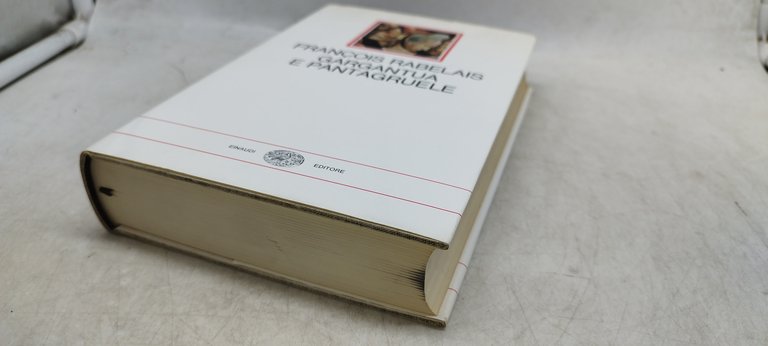 FRANÇOIS RABELAIS
GARGANTUA
E PANTAGRUELE
EINAUDI EDITORE